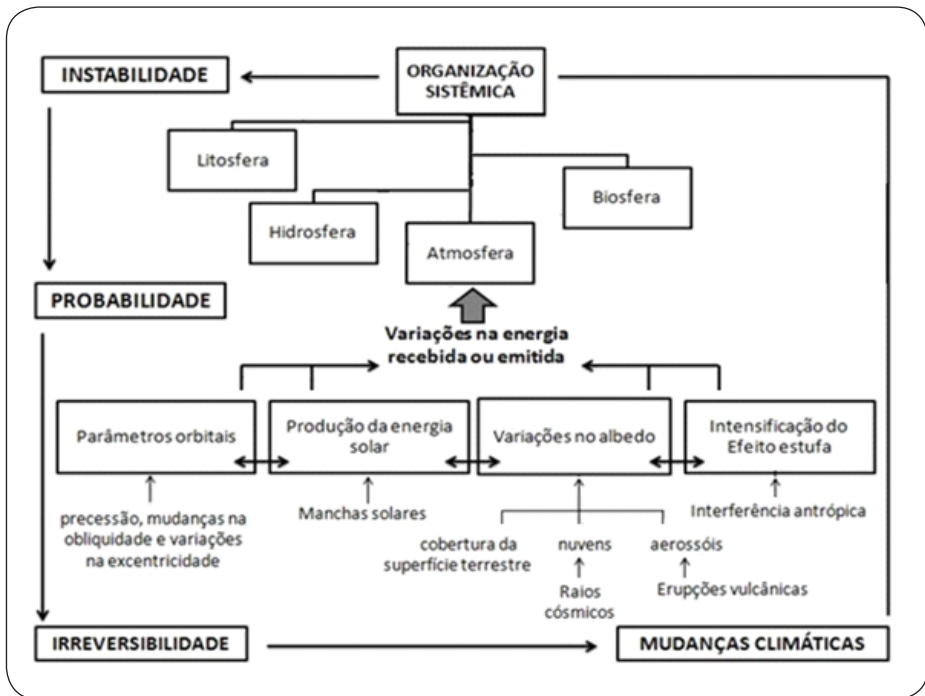 INSTABILIDADE
ORGANIZAÇÃO
SISTÊMICA
Litosfera
Biosfera
Hidrosfera
Atmosfera
PROBABILIDADE
Variações na energia
recebida ou emitida
Parâmetros orbitais
Produção da energia
solar
Variações no albedo
Intensificação do
Efeito estufa
precessão, mudanças na
obliquidade e variações
na excentricidade
Manchas solares
cobertura da
superfície terrestre
nuvens
aerossóis
Interferência antrópica
Raios
cósmicos
Erupções vulcânicas
IRREVERSIBILIDADE
MUDANÇAS CLIMÁTICAS